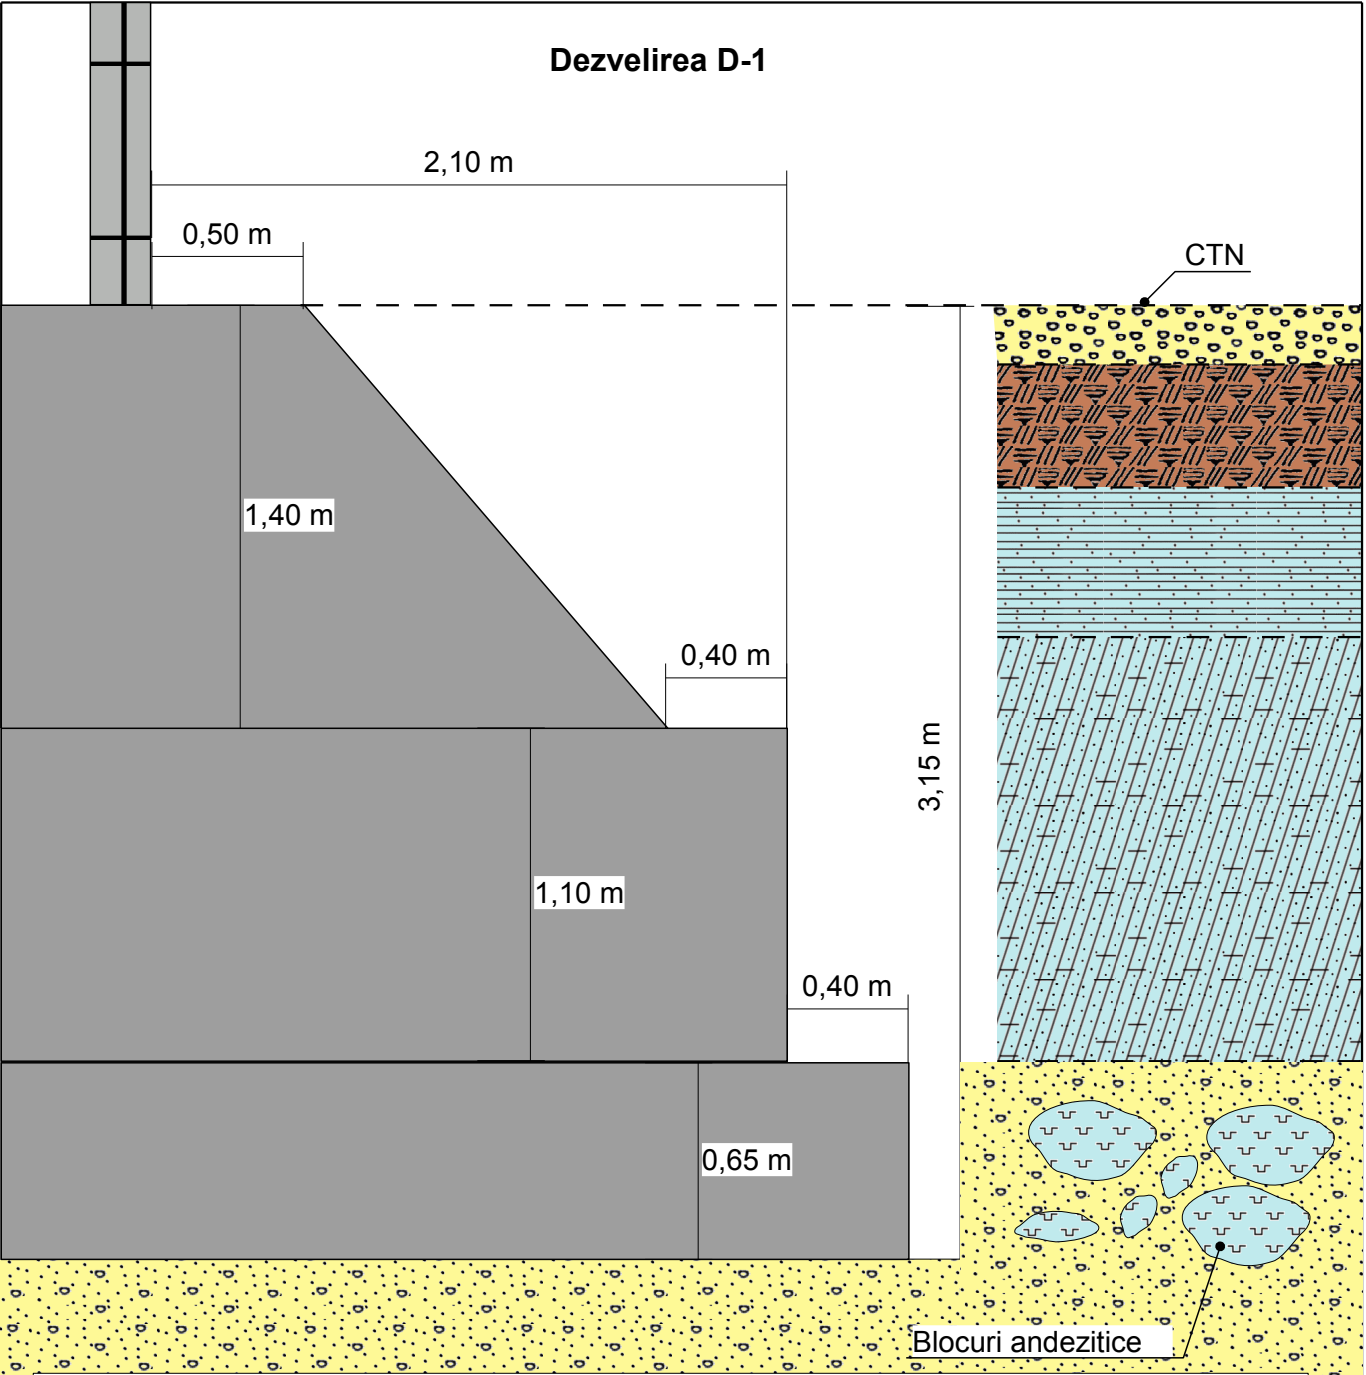 Dezvelirea D-1
2,10 m
0,50 m
CTN
1,40 m
0,40 m
3,15 m
1,10 m
0,40 m
0,65 m
Blocuri andezitice